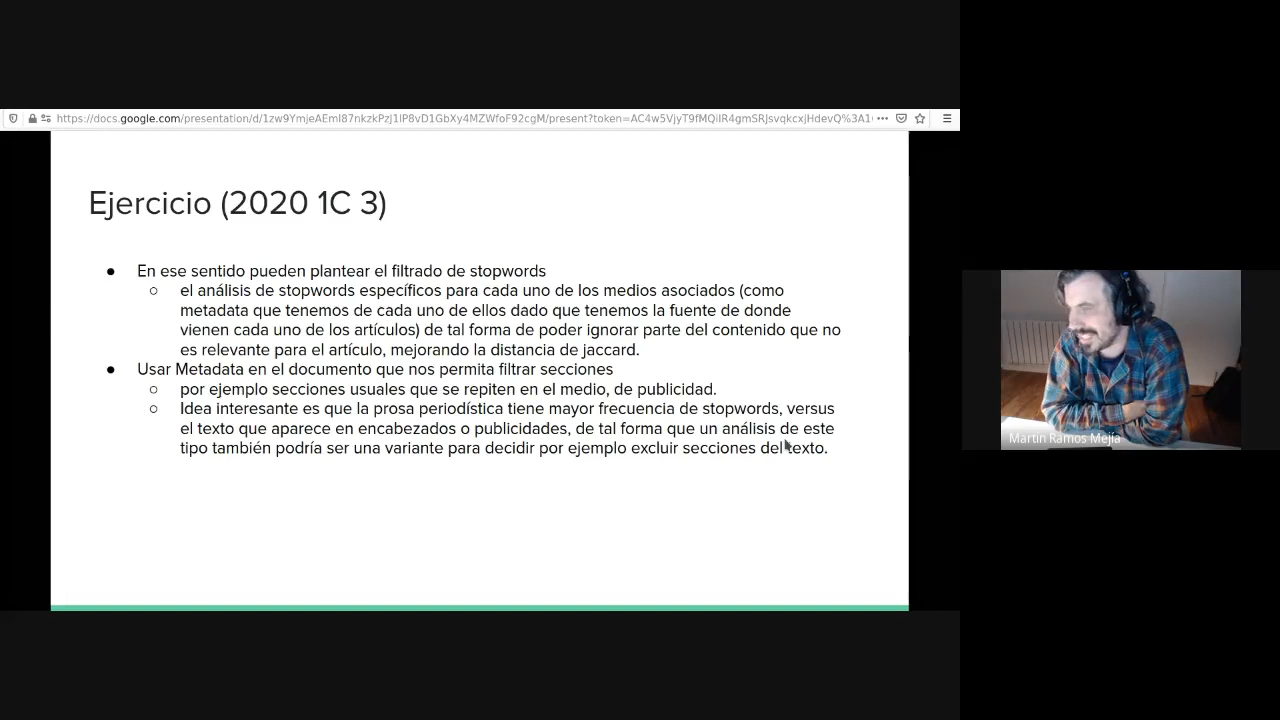 https://docs.google.com/presentation/d/1zw9YmjeAEmI87nkzkPzJ1lP8vD1GbXy4MZWfoF92cgM/present?token=AC4w5VjyT9fMQiIR4gmSRJsvqkcxjHdevQ%3A1
Ejercicio (2020 1C 3)
● En ese sentido pueden plantear el filtrado de stopwords
○ el análisis de stopwords específicos para cada uno de los medios asociados (como
metadata que tenemos de cada uno de ellos dado que tenemos la fuente de donde
vienen cada uno de los artículos) de tal forma de poder ignorar parte del contenido que no
es relevante para el artículo, mejorando la distancia de jaccard.
● Usar Metadata en el documento que nos permita filtrar secciones
○ por ejemplo secciones usuales que se repiten en el medio, de publicidad.
○ Idea interesante es que la prosa periodística tiene mayor frecuencia de stopwords, versus
el texto que aparece en encabezados o publicidades, de tal forma que un análisis de este
tipo también podría ser una variante para decidir por ejemplo excluir secciones del texto.
Martín Ramos Mejía